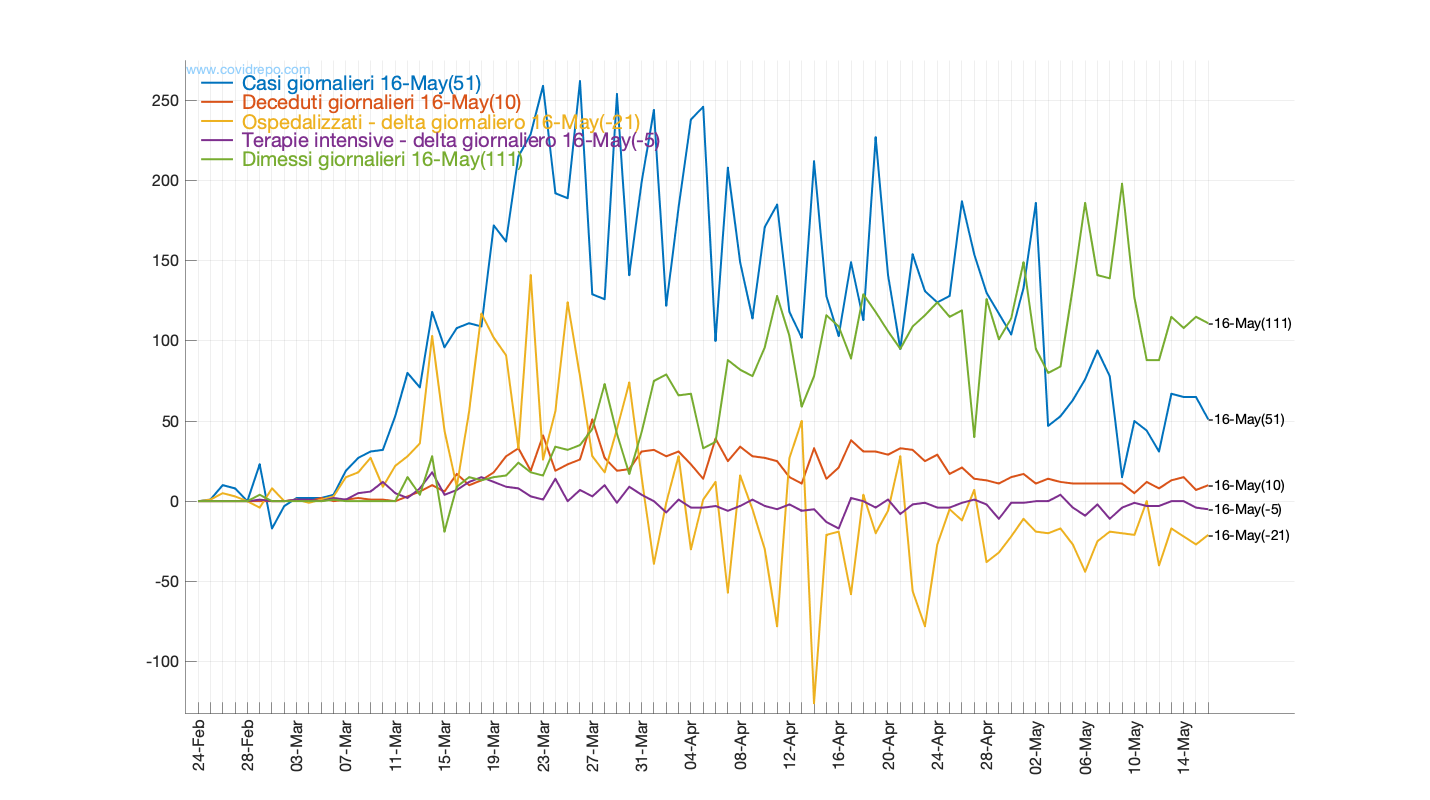 www.covidrepo.com
Casi giornalieri 16-May(51)
Deceduti giornalieri 16-May(10)
Ospedalizzati - delta giornaliero 16-May(-21)
Terapie intensive - delta giornaliero 16-May(-5)
Dimessi giornalieri 16-May(111)
250
200
150
100
50
0
-50
-100
16-May(111)
16-May(51)
16-May(10)
16-May(-5)
16-May(-21)
24-Feb
28-Feb
03-Mar
07-Mar
11-Mar
15-Mar
19-Mar
23-Mar
27-Mar
31-Mar
04-Apr
08-Apr
12-Apr
16-Apr
20-Apr
24-Apr
28-Apr
02-May
06-May
10-May
14-May